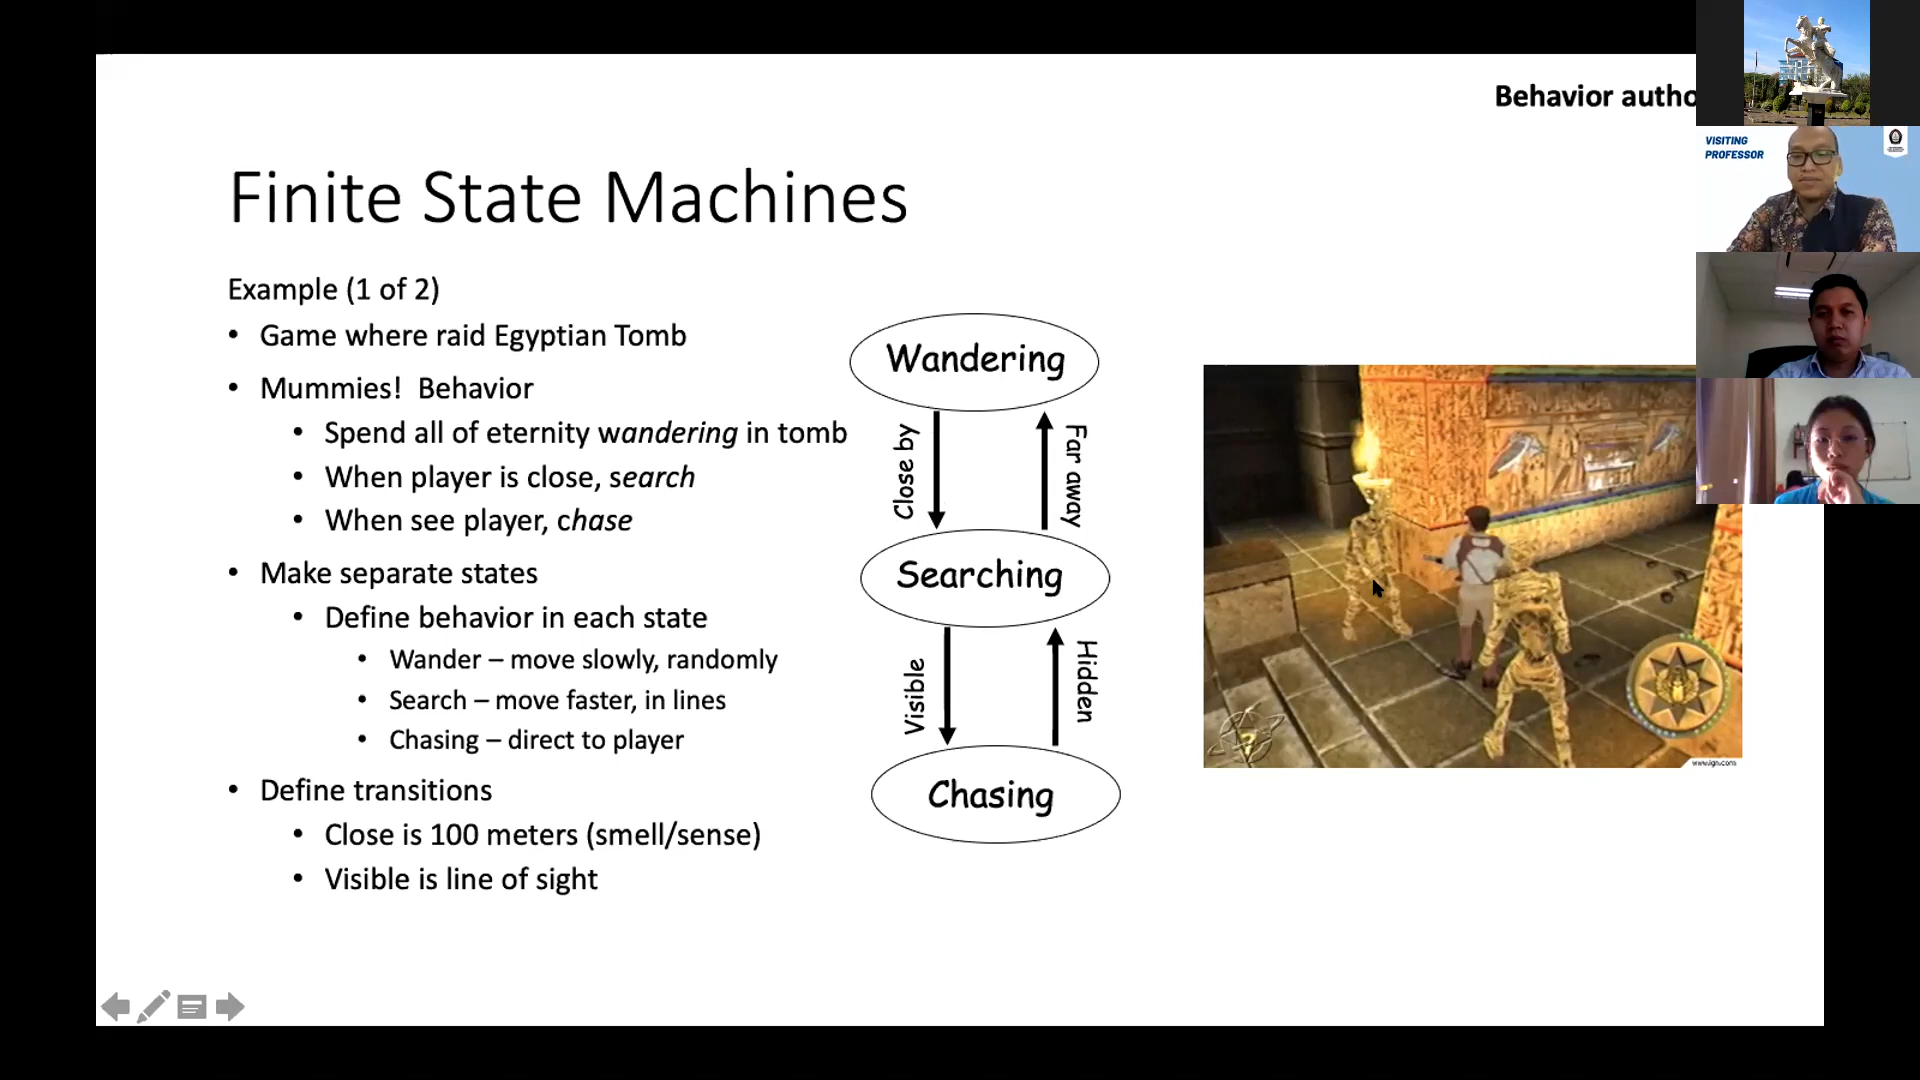 Behavior autho
VISITING
PROFESSOR
Finite State Machines
Example (1 of 2)
• Game where raid Egyptian Tomb
• Mummies!  Behavior
• Spend all of eternity wandering in tomb
• When player is close, search
• When see player, chase
• Make separate states
• Define behavior in each state
• Wander – move slowly, randomly
• Search – move faster, in lines
• Chasing – direct to player
• Define transitions
• Close is 100 meters (smell/sense)
• Visible is line of sight
Wandering
Close by
Far away
Searching
Visible
Hidden
Chasing
www.ign.com